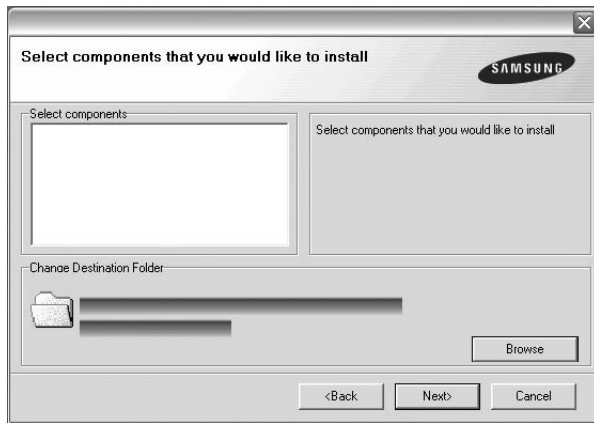 Select components that you would like to install
SAMSUNG
Select components
Select components that you would like to install
Change Destination Folder
Browse
<Back
Next>
Cancel